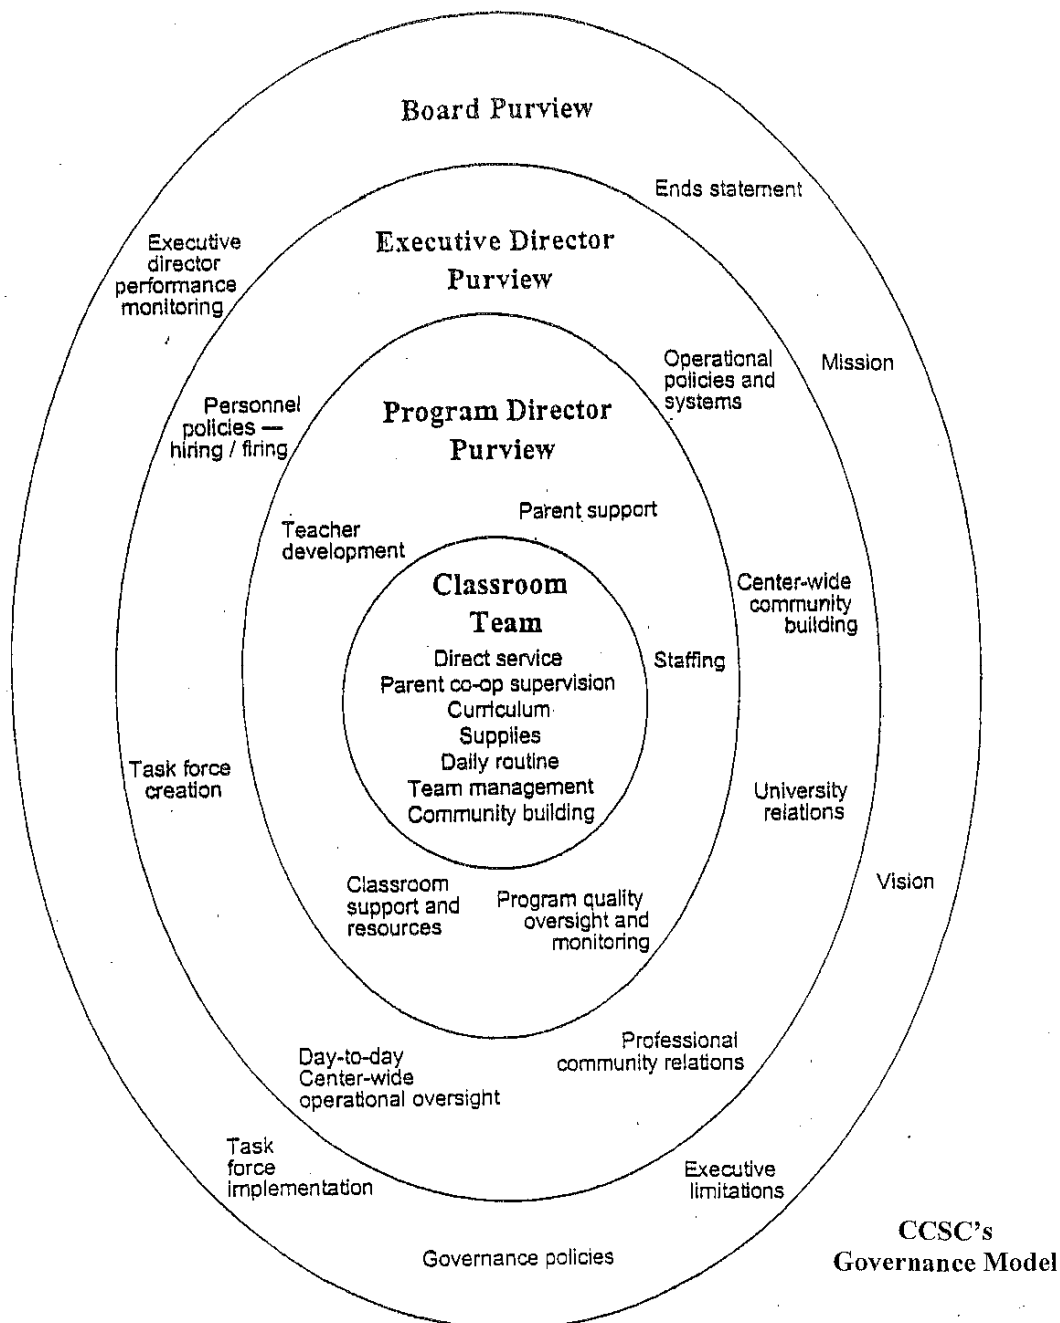 Board Purview
Ends statement
Executive
director
performance
monitoring
Executive Director
Purview
Operational
policies and
systems
Mission
Personnel
policies —
hiring / firing
Program Director
Purview
Parent support
Teacher
development
Classroom
Team
Direct service
Parent co-op supervision
Curriculum
Supplies
Daily routine
Team management
Community building
Staffing
Center-wide
community
building
Task force
creation
University
relations
Vision
Classroom
support and
resources
Program quality
oversight and
monitoring
Day-to-day
Center-wide
operational oversight
Professional
community relations
Task
force
implementation
Executive
limitations
Governance policies
CCSC's
Governance Model